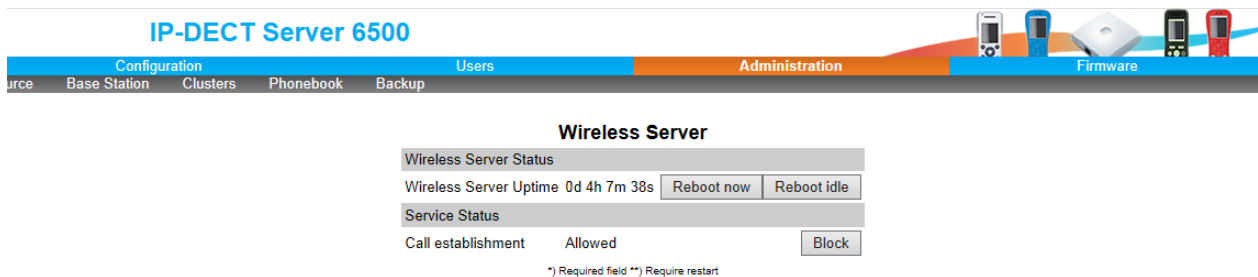 IP-DECT Server 6500
Configuration Users Administration Firmware
Base Station Clusters Phonebook Backup
Wireless Server
Wireless Server Status
Wireless Server Uptime 0d 4h 7m 38s Reboot now Reboot idle
Service Status
Call establishment Allowed Block
*) Required field **) Require restart